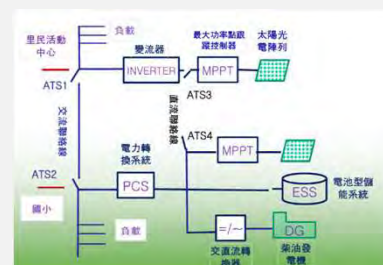 里民活動
中心
負載
變流器
INVERTER
最大功率點跟
蹤控制器
MPPT
太陽光
電陣列
ATS1
ATS3
交流聯絡線
直流聯絡線
ATS4
MPPT
ATS2
電力轉
換系統
PCS
ESS
電池型儲
能系統
國小
負載
=/~
交直流轉
換器
DG
柴油發
電機